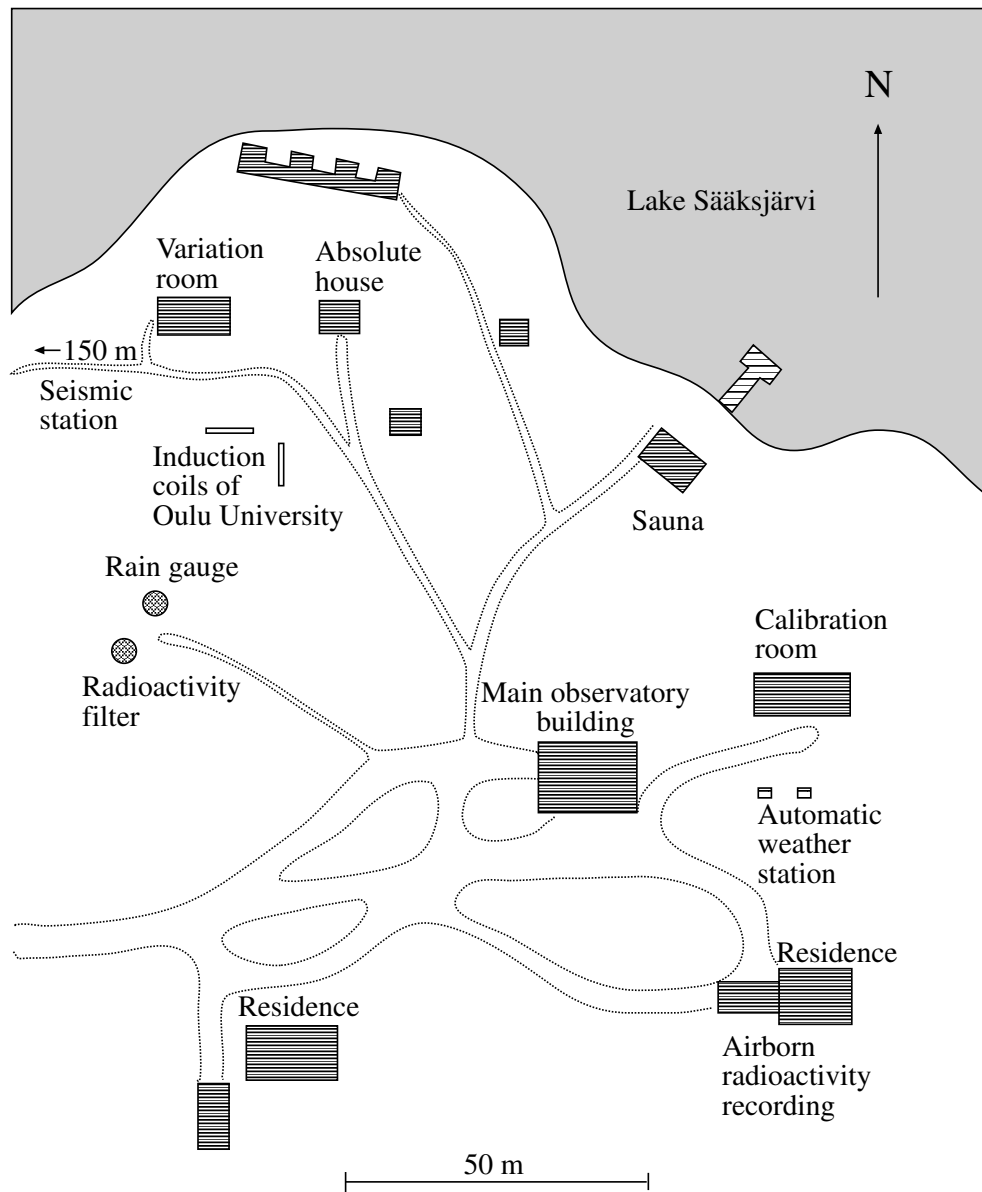 N
Lake Sääksjärvi
Variation
room
Absolute
house
150 m
Seismic
station
Induction
coils of
Oulu University
Sauna
Rain gauge
Radioactivity
filter
Calibration
room
Main observatory
building
Automatic
weather
station
Residence
Residence
Airborn
radioactivity
recording
50 m